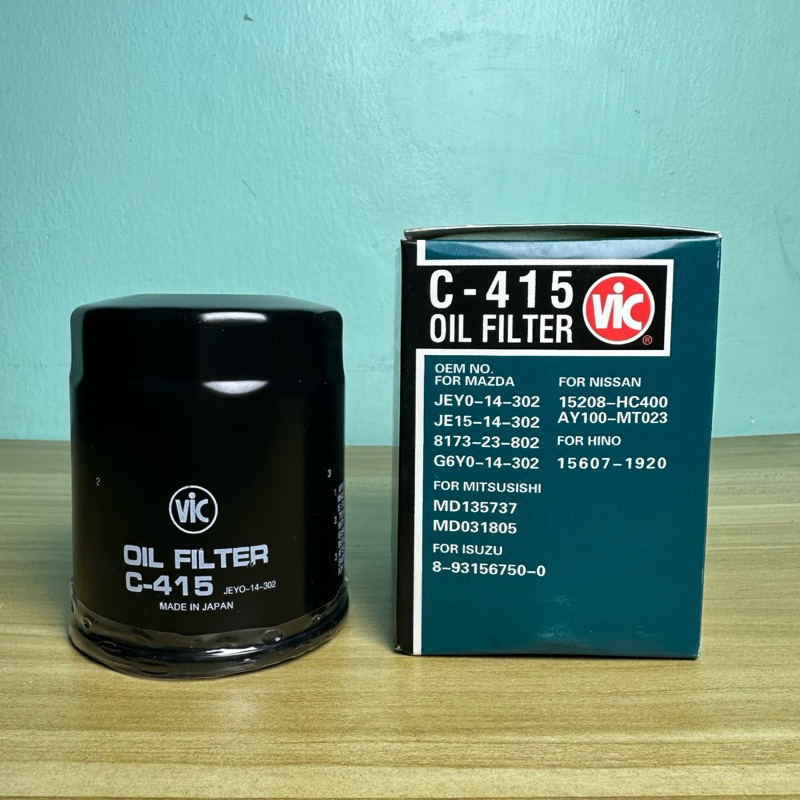 2
3
VIC
OIL FILTER
C-415 JEYO-14-302
MADE IN JAPAN
C-415
OIL FILTER
VIC
®
OEM NO.
FOR MAZDA
JEY0-14-302
JE15-14-302
8173-23-802
G6Y0-14-302
FOR MITSUSISHI
MD135737
MD031805
FOR ISUZU
8-93156750-0
FOR NISSAN
15208-HC400
AY100-MT023
FOR HINO
15607-1920